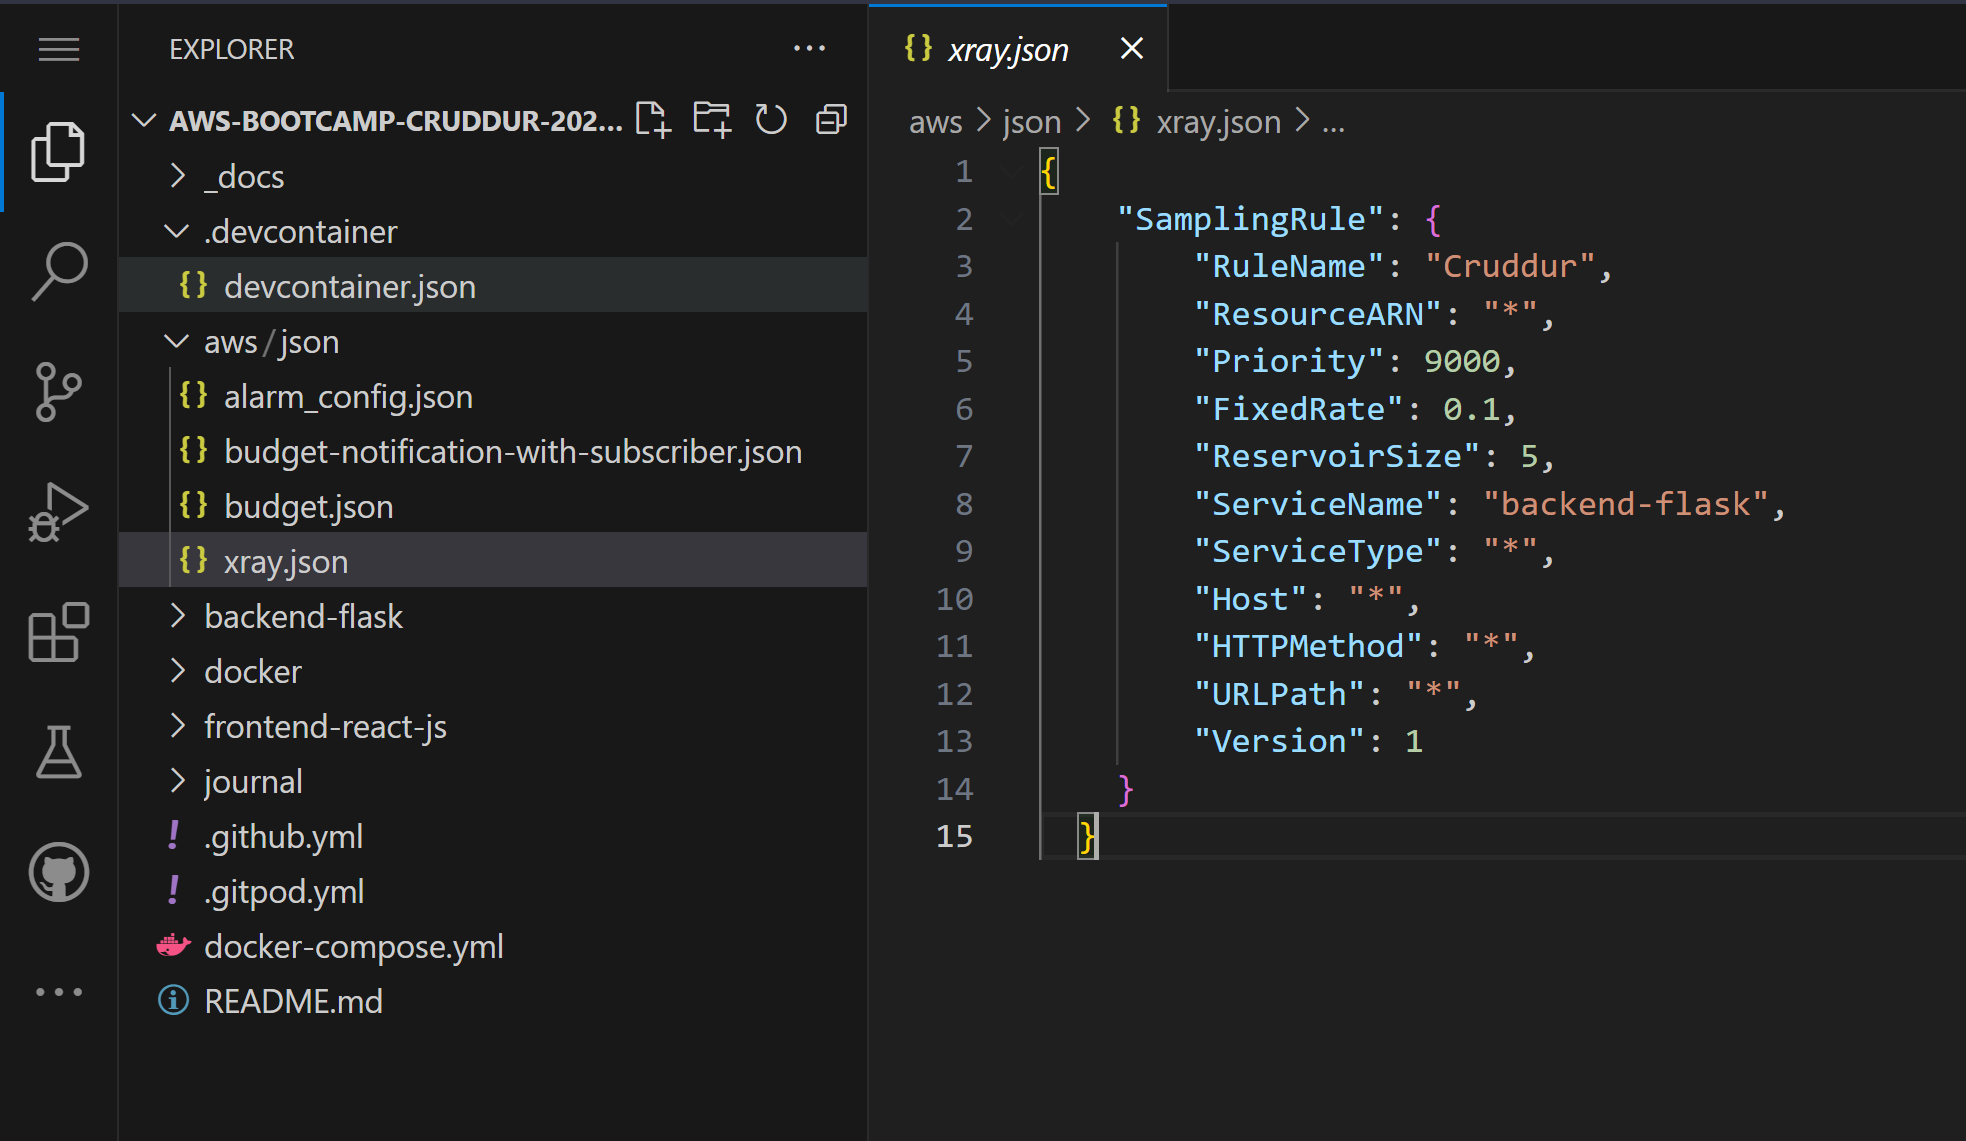 EXPLORER
AWS-BOOTCAMP-CRUDDUR-202...
_docs
.devcontainer
devcontainer.json
aws/json
alarm_config.json
budget-notification-with-subscriber.json
budget.json
xray.json
backend-flask
docker
frontend-react-js
journal
.github.yml
.gitpod.yml
docker-compose.yml
README.md
xray.json
aws > json > {} xray.json > ...
1 {
2 "SamplingRule": {
3 "RuleName": "Cruddur",
4 "ResourceARN": "*",
5 "Priority": 9000,
6 "FixedRate": 0.1,
7 "ReservoirSize": 5,
8 "ServiceName": "backend-flask",
9 "ServiceType": "*",
10 "Host": "*",
11 "HTTPMethod": "*",
12 "URLPath": "*",
13 "Version": 1
14 }
15 }